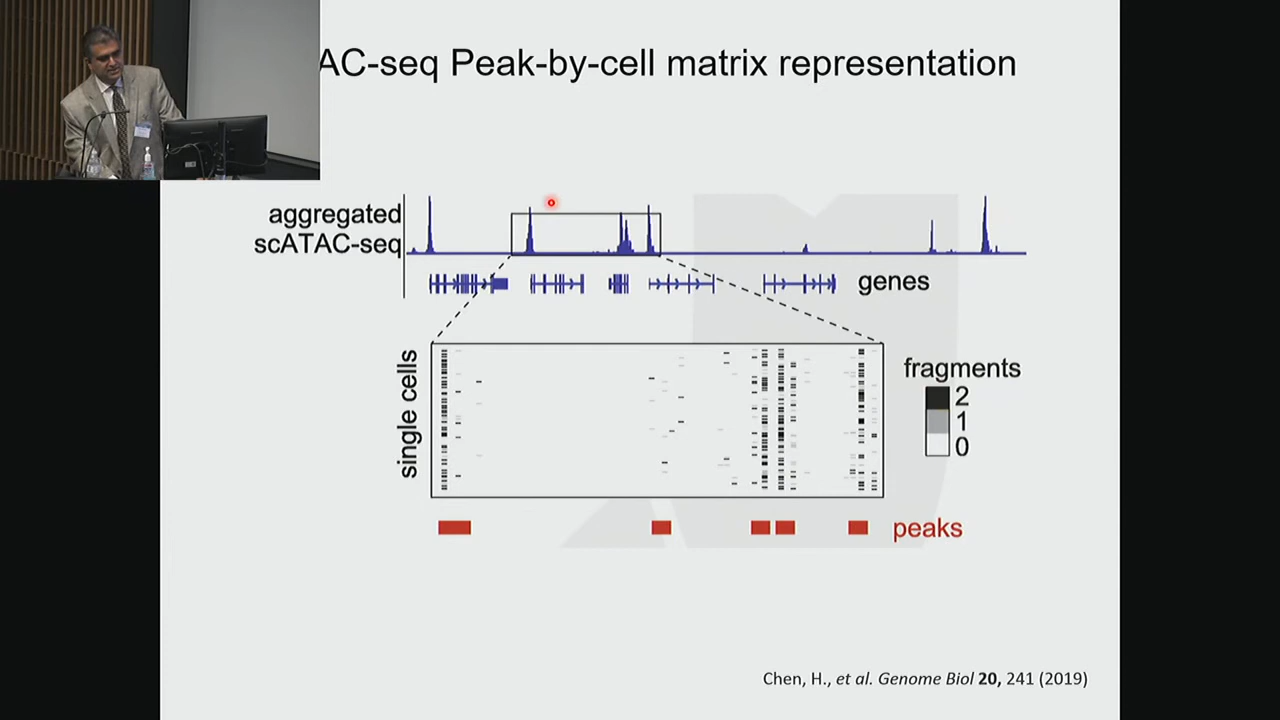 AC-seq Peak-by-cell matrix representation
aggregated
scATAC-seq
genes
single cells
fragments
2
1
0
peaks
Chen, H., et al. Genome Biol 20, 241 (2019)